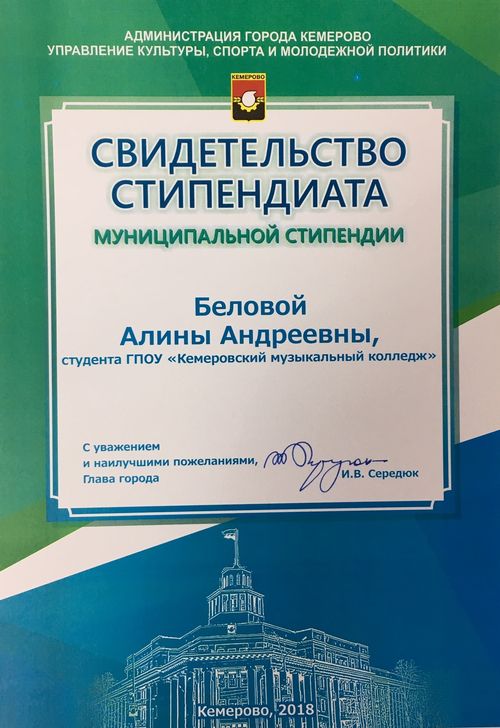 АДМИНИСТРАЦИЯ ГОРОДА КЕМЕРОВО
УПРАВЛЕНИЕ КУЛЬТУРЫ, СПОРТА И МОЛОДЕЖНОЙ ПОЛИТИКИ
КЕМЕРОВО
СВИДЕТЕЛЬСТВО
СТИПЕНДИАТА
МУНИЦИПАЛЬНОЙ СТИПЕНДИИ
Беловой
Алины Андреевны,
студента ГПОУ «Кемеровский музыкальный колледж»
С уважением
и наилучшими пожеланиями,
Глава города И.В. Середюк
Кемерово, 2018